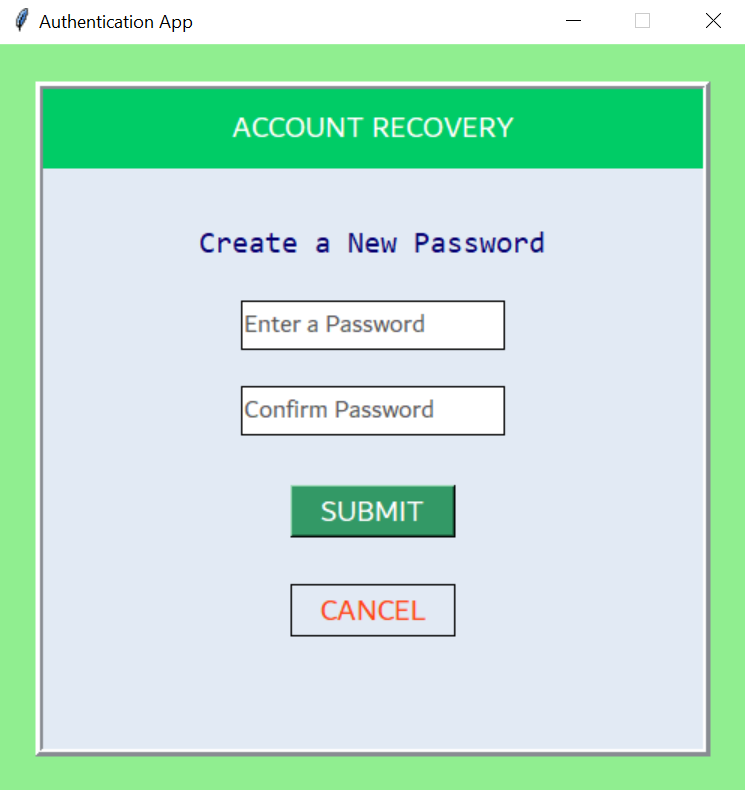 Authentication App
ACCOUNT RECOVERY
Create a New Password
Enter a Password
Confirm Password
SUBMIT
CANCEL